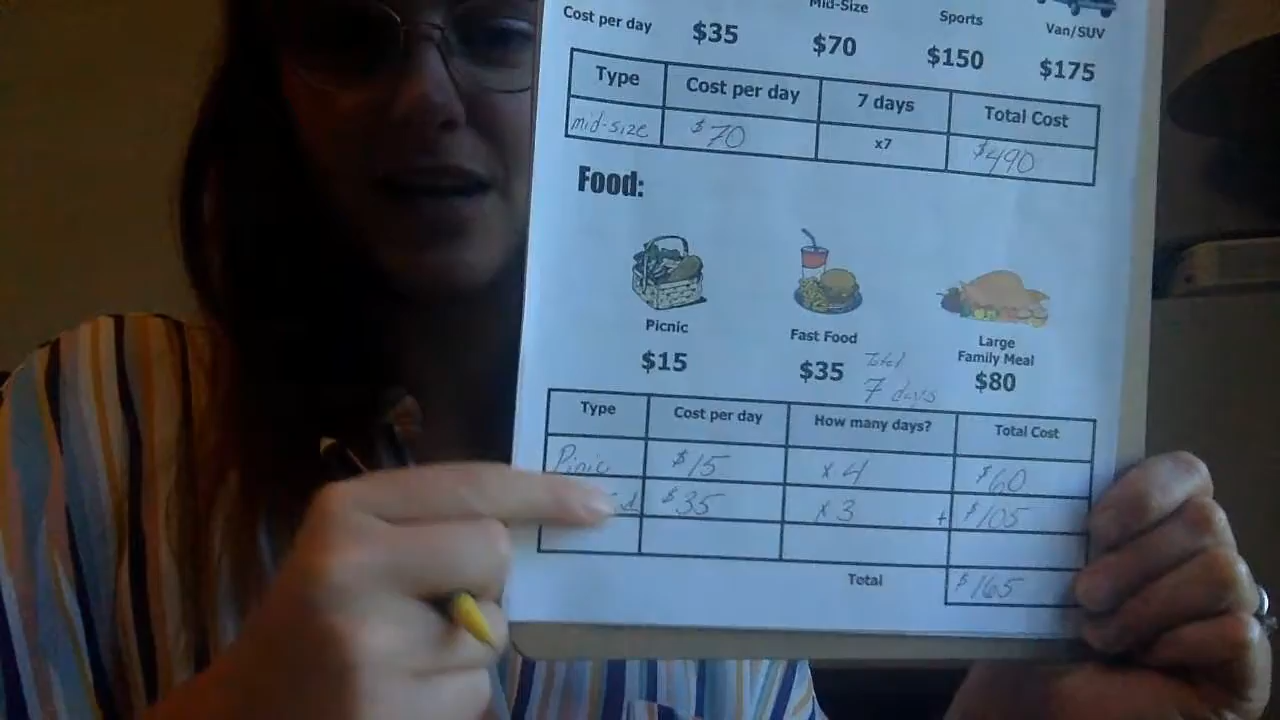 Mid-Size
Sports
Van/SUV
Cost per day $35 $70 $150 $175
Type Cost per day 7 days Total Cost
mid-size $70 x7 $490
Food:
Picnic Fast Food Large
Family Meal
$15 $35 $80
Total
7 days
Type Cost per day How many days? Total Cost
Pinic $15 x4 $60
$35 x3 + $105
Total $165